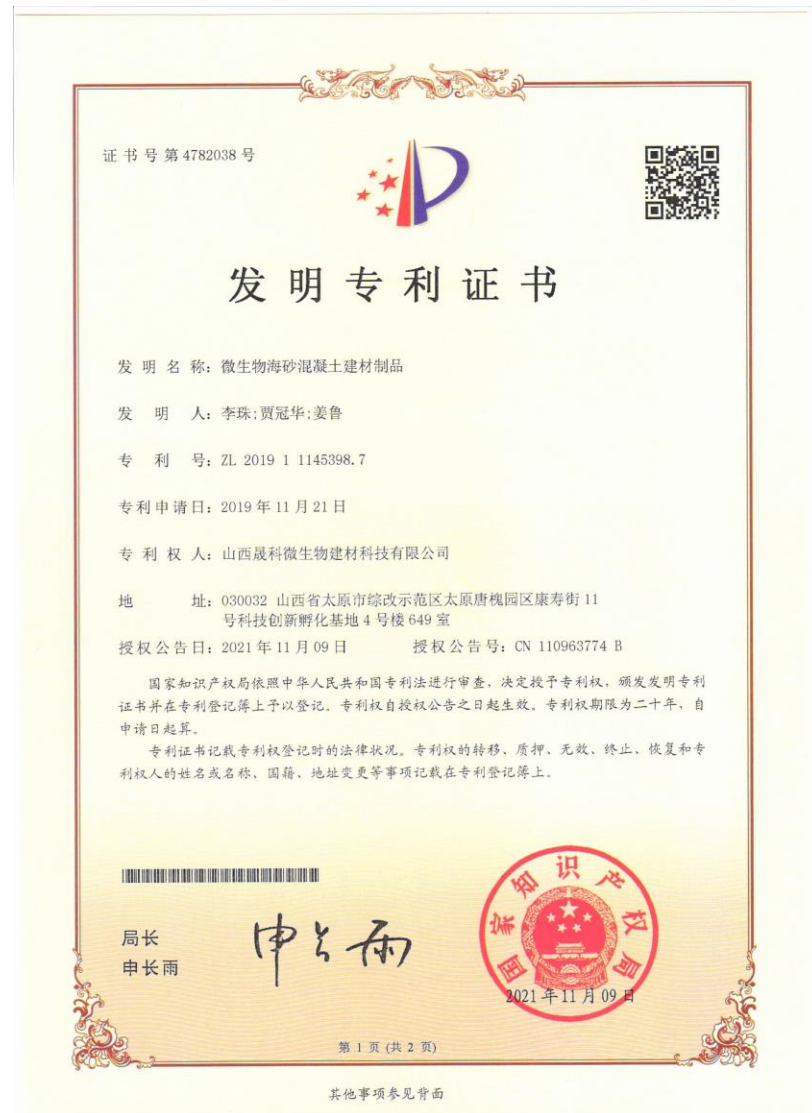 证书号第4782038号
发明专利证书
发明名称：微生物海砂混凝土建材制品
发明人：李珠;贾冠华;姜鲁
专利号：ZL 2019 1 1145398.7
专利申请日：2019年11月21日
专利权人：山西晟科微生物建材科技有限公司
地址：030032 山西省太原市综改示范区太原唐槐园区康寿街11
号科技创新孵化基地4号楼649室
授权公告日：2021年11月09日 授权公告号：CN 110963774 B
国家知识产权局依照中华人民共和国专利法进行审查，决定授予专利权，颁发发明专利
证书并在专利登记簿上予以登记。专利权自授权公告之日起生效。专利权期限为二十年，自
申请日起算。
专利证书记载专利权登记时的法律状况。专利权的转移、质押、无效、终止、恢复和专
利权人的姓名或名称、国籍、地址变更等事项记载在专利登记簿上。
局长
申长雨
申长雨
国家知识产权局
2021年11月09日
第1页(共2页)
其他事项参见背面